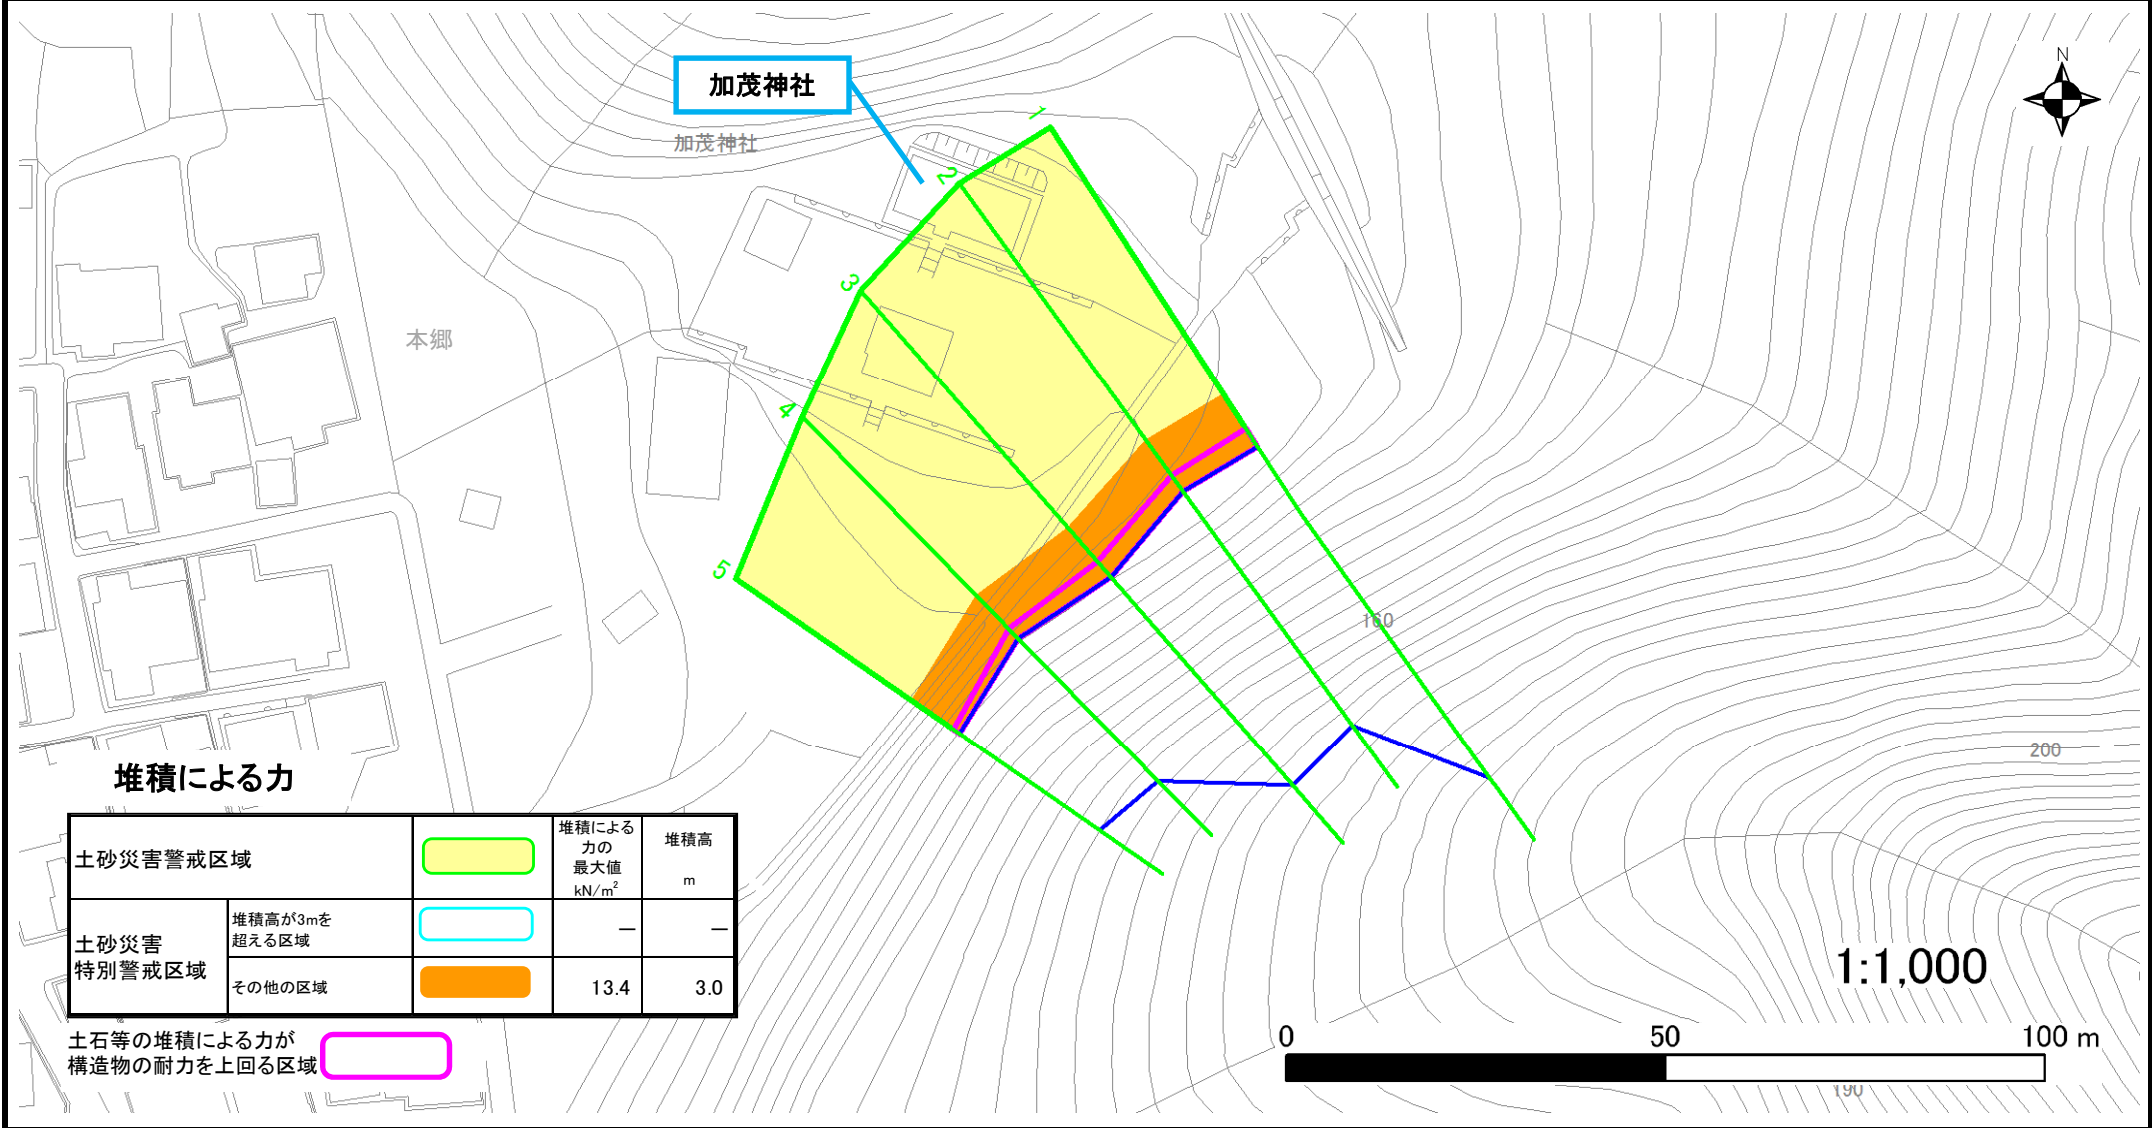 加茂神社
加茂神社
N
1
2
3
4
5
本郷
160
200
190
堆積による力
土砂災害警戒区域
堆積による
力の
最大値
kN/m²
堆積高
m
土砂災害
特別警戒区域
堆積高が3mを
超える区域
－
－
その他の区域
13.4
3.0
土石等の堆積による力が
構造物の耐力を上回る区域
1:1,000
0 50 100 m